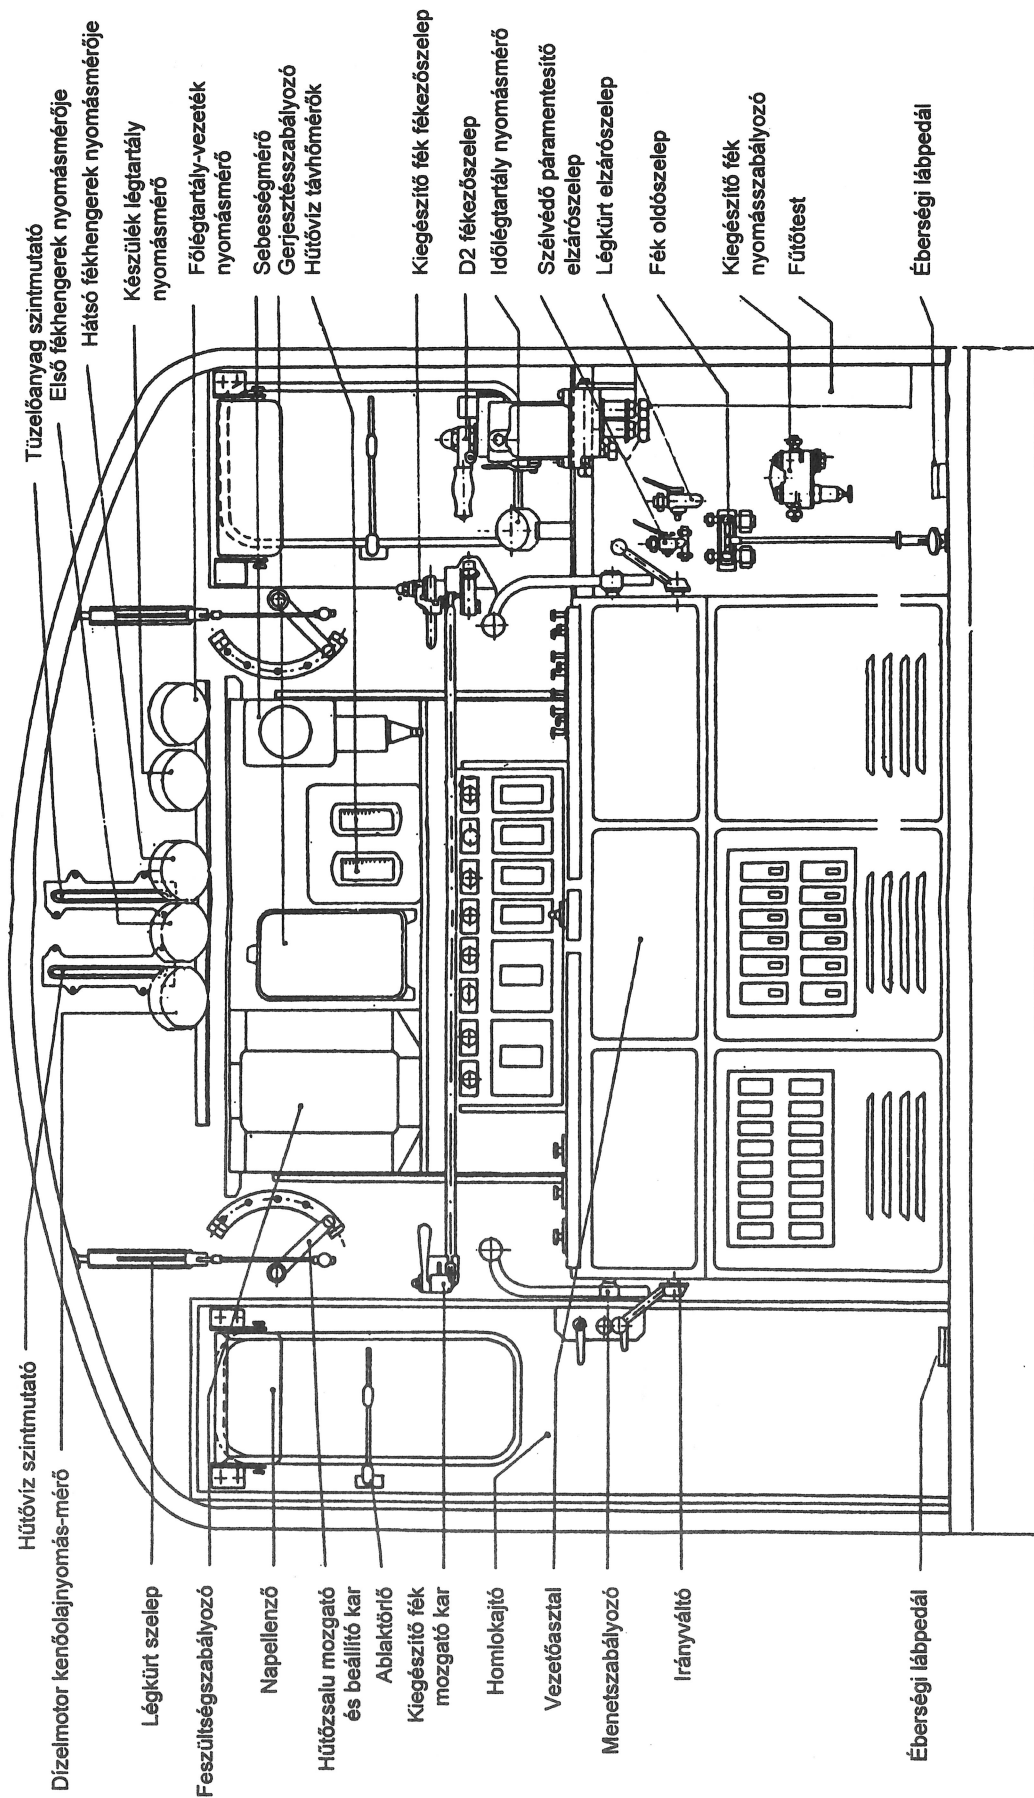 Tüzelőanyag szintmutató
Első fékhengerek nyomásmérője
Hátsó fékhengerek nyomásmérője
Készülék légtartály
nyomásmérő
Főlégtartály-vezeték
nyomásmérő
Sebességmérő
Gerjesztésszabályozó
Hűtővíz távhőmérők
Kiegészítő fék fékezőszelep
D2 fékezőszelep
Időlégtartály nyomásmérő
Szélvédő páramentesítő
elzárószelep
Légkürt elzárószelep
Fék oldószelep
Kiegészítő fék
nyomásszabályozó
Fűtőtest
Éberségi lábpedál
Hűtővíz szintmutató
Dízelmotor kenőolajnyomás-mérő
Légkürt szelep
Feszültségszabályozó
Napellenző
Hűtőzsalu mozgató
és beállító kar
Ablaktörlő
Kiegészítő fék
mozgató kar
Homlokajtó
Vezetőasztal
Menetszabályozó
Irányváltó
Éberségi lábpedál